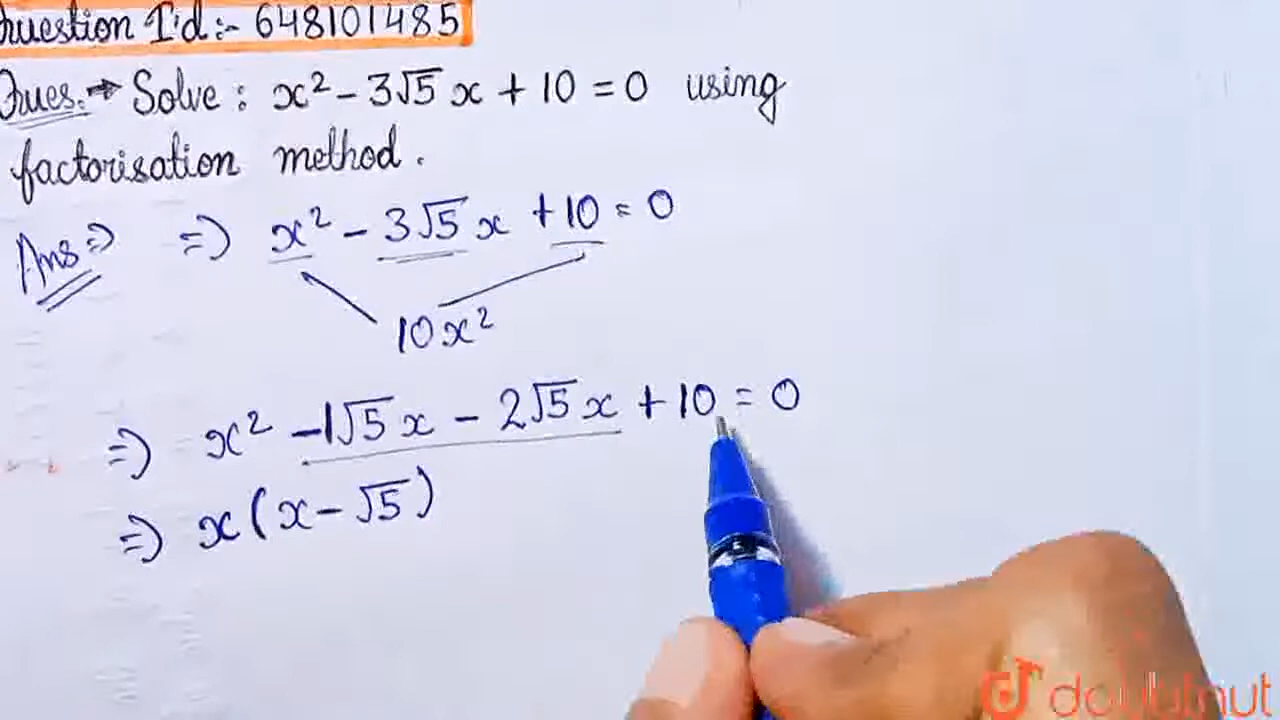 Question Id:- 648101485
Ques. → Solve : x² - 3√5 x + 10 = 0 using
factorisation method .
Ans ⇒ ⇒) x² - 3√5 x + 10 = 0
10x²
⇒) x² - 1√5 x - 2√5 x + 10 = 0
⇒) x(x - √5)
doubtnut